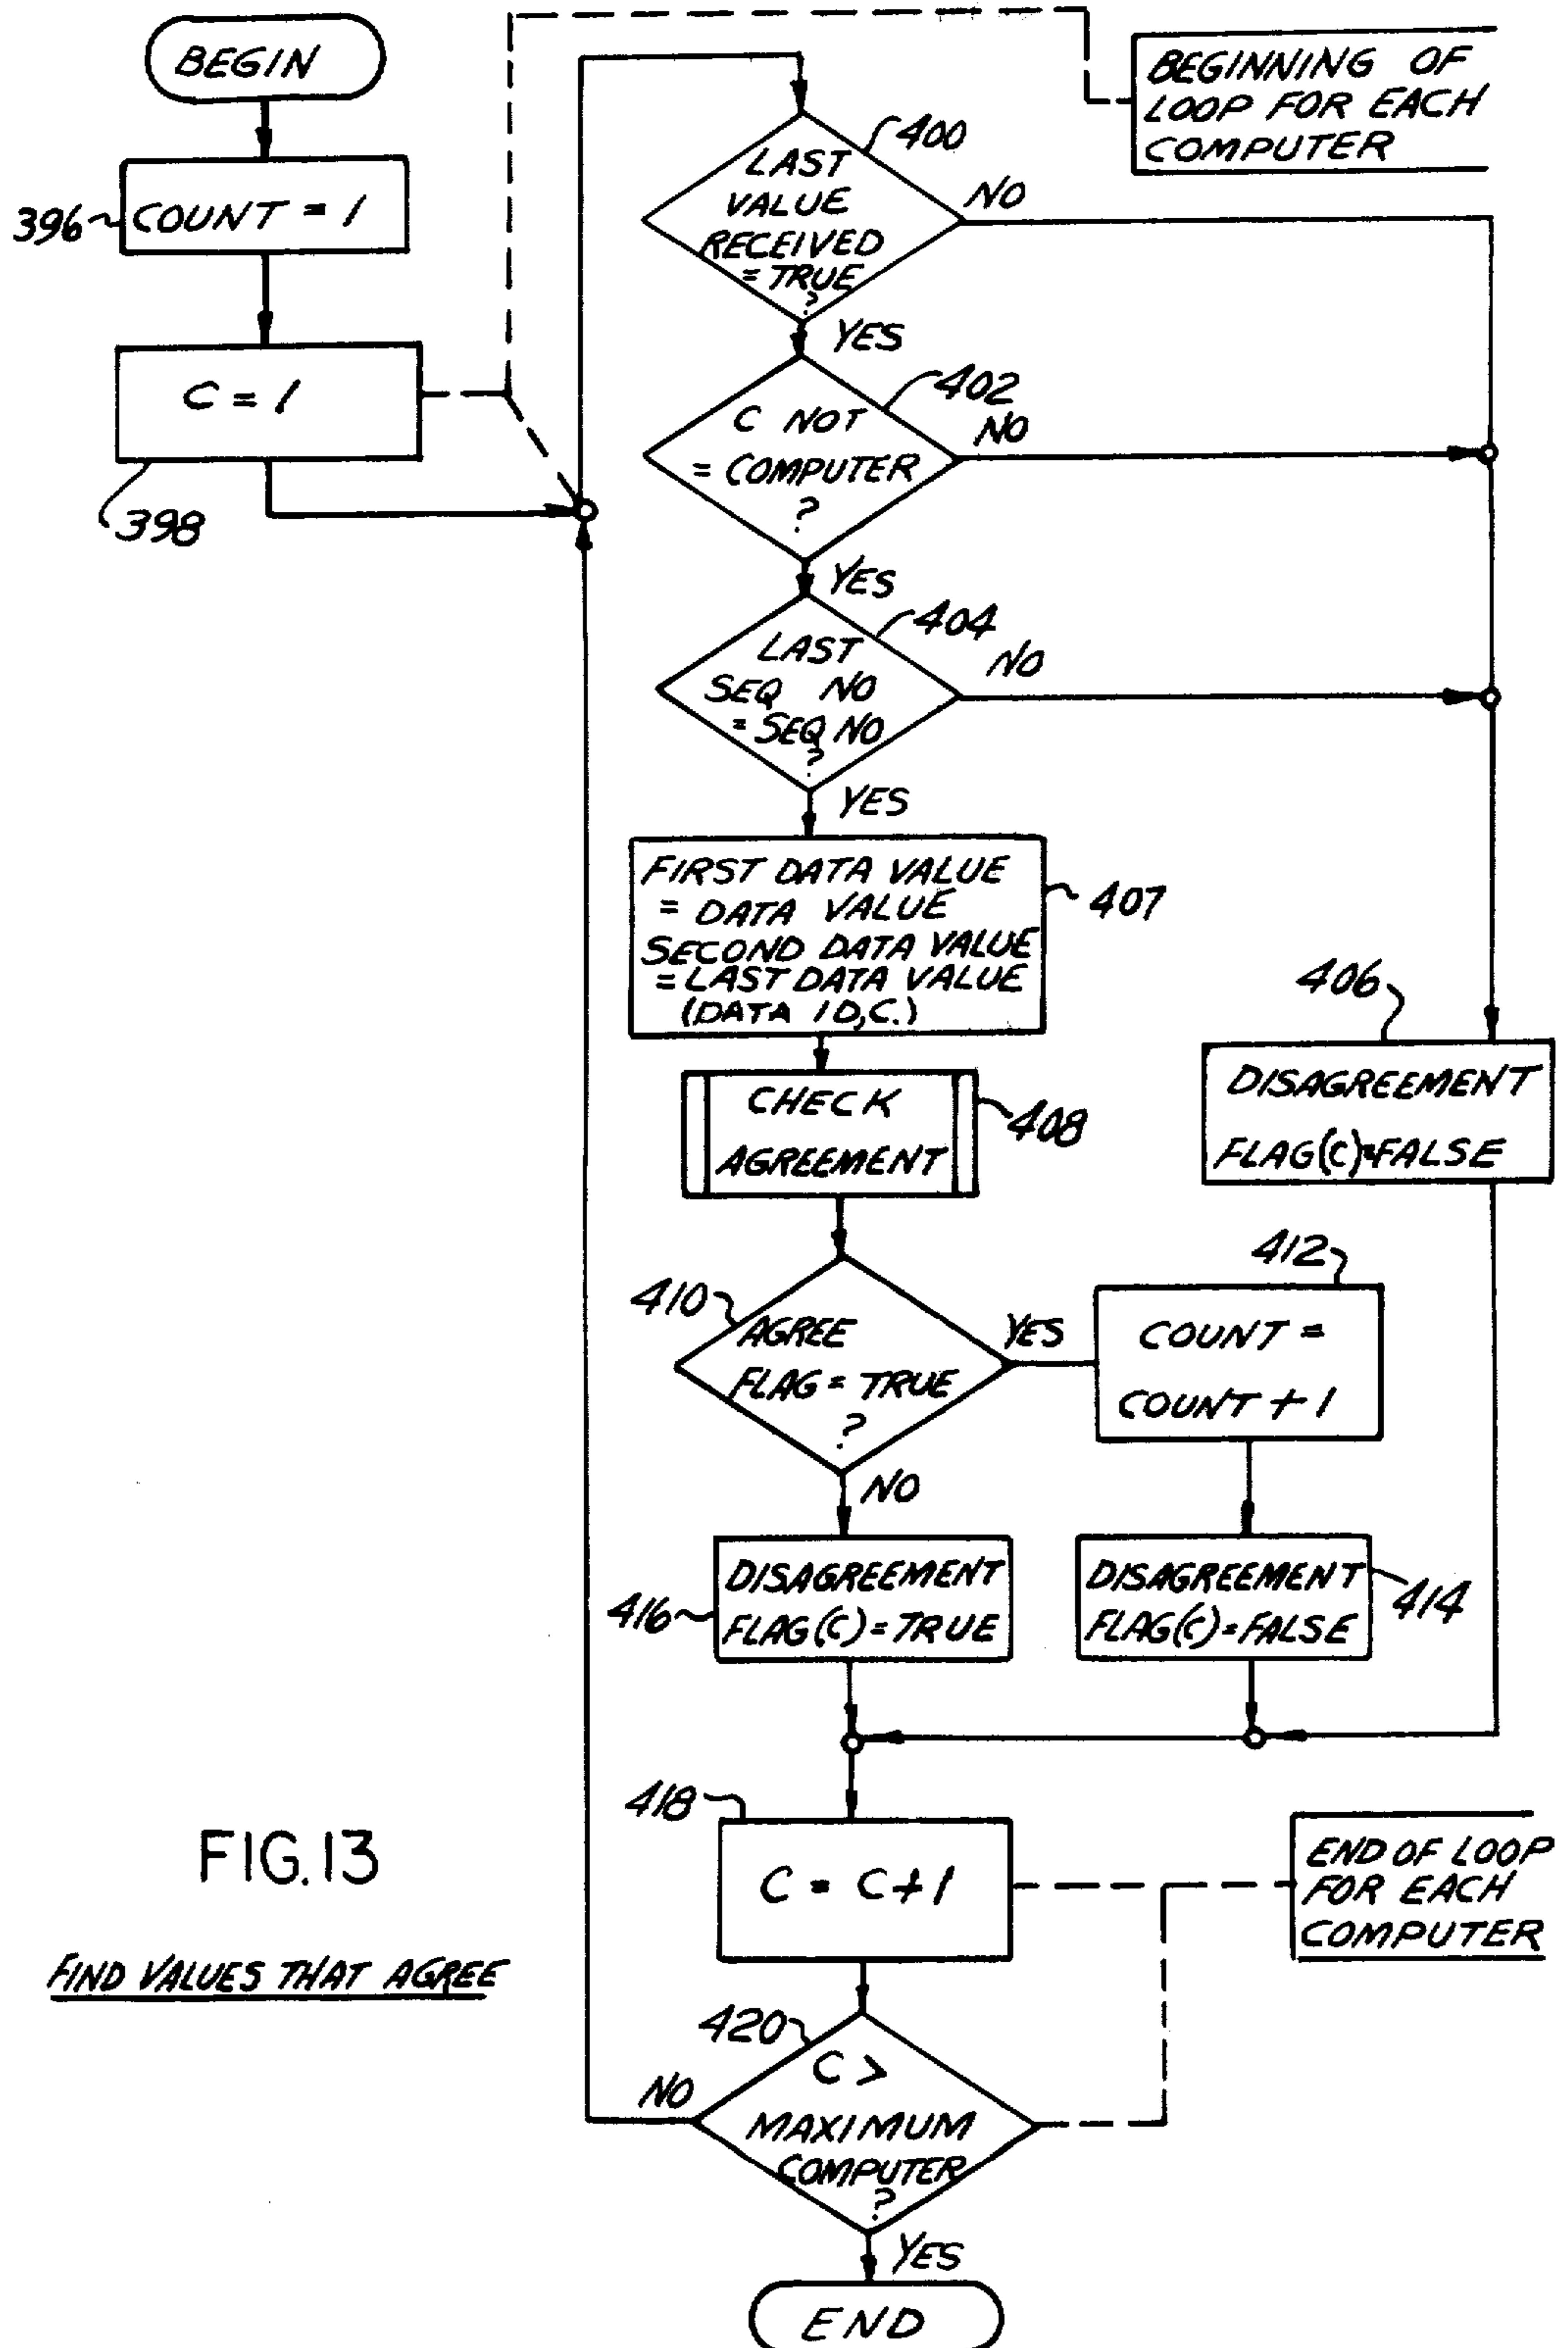 BEGIN
396
COUNT = 1
C = 1
398
BEGINNING OF
LOOP FOR EACH
COMPUTER
400
LAST
VALUE
RECEIVED
= TRUE
?
NO
YES
402
C NOT
= COMPUTER
?
NO
YES
404
LAST
SEQ NO
= SEQ NO
?
NO
YES
FIRST DATA VALUE
= DATA VALUE
SECOND DATA VALUE
= LAST DATA VALUE
(DATA ID,C.)
407
406
DISAGREEMENT
FLAG(C)=FALSE
CHECK
AGREEMENT
408
410
AGREE
FLAG = TRUE
?
YES
NO
412
COUNT =
COUNT + 1
416
DISAGREEMENT
FLAG(C)=TRUE
DISAGREEMENT
FLAG(C)=FALSE
414
418
C = C+1
END OF LOOP
FOR EACH
COMPUTER
420
C >
MAXIMUM
COMPUTER
?
NO
YES
END
FIG.13
FIND VALUES THAT AGREE